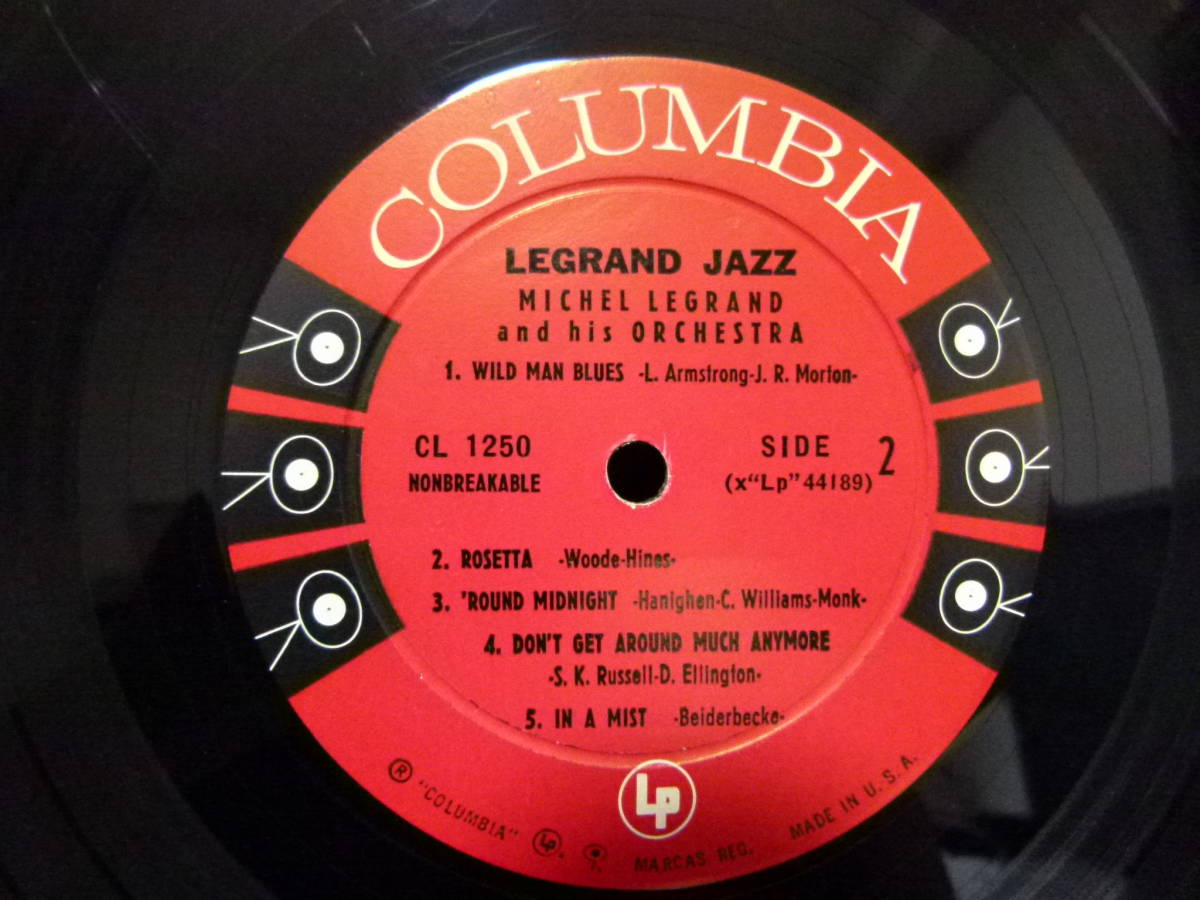 COLUMBIA
LEGRAND JAZZ
MICHEL LEGRAND
and his ORCHESTRA
1. WILD MAN BLUES -L. Armstrong-J. R. Morton-
CL 1250
NONBREAKABLE
SIDE 2
(x“Lp”44189)
2. ROSETTA -Woode-Hines-
3. 'ROUND MIDNIGHT -Hanighen-C. Williams-Monk-
4. DON'T GET AROUND MUCH ANYMORE
-S. K. Russell-D. Ellington-
5. IN A MIST -Beiderbecke-
Lp
® "COLUMBIA" Lp. T. MARCAS REG. MADE IN U. S. A.